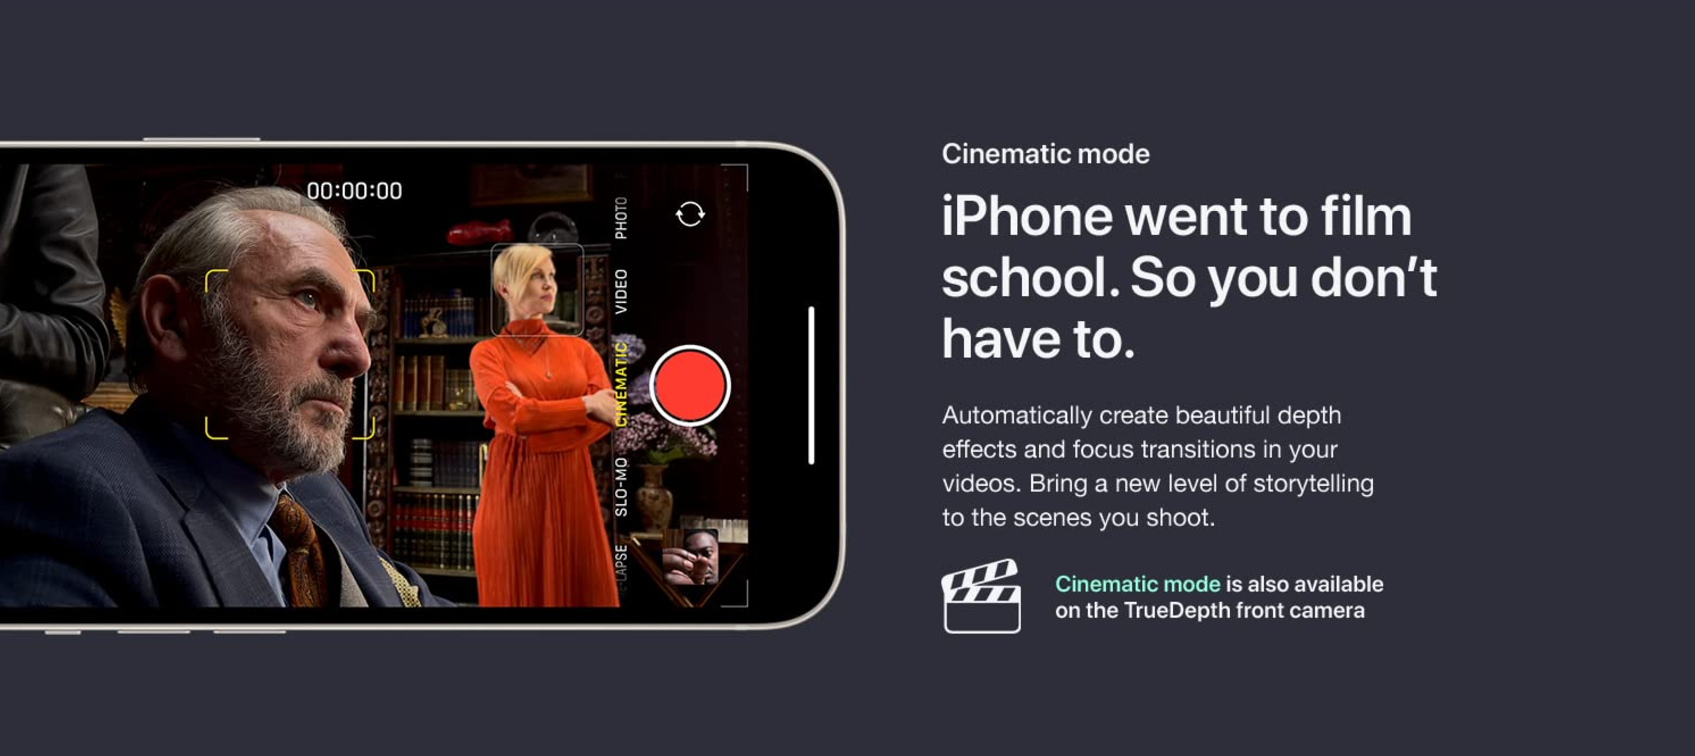 00:00:00
PHOTO
VIDEO
CINEMATIC
SLO-MO
-LAPSE
Cinematic mode
iPhone went to film
school. So you don’t
have to.
Automatically create beautiful depth
effects and focus transitions in your
videos. Bring a new level of storytelling
to the scenes you shoot.
Cinematic mode is also available
on the TrueDepth front camera